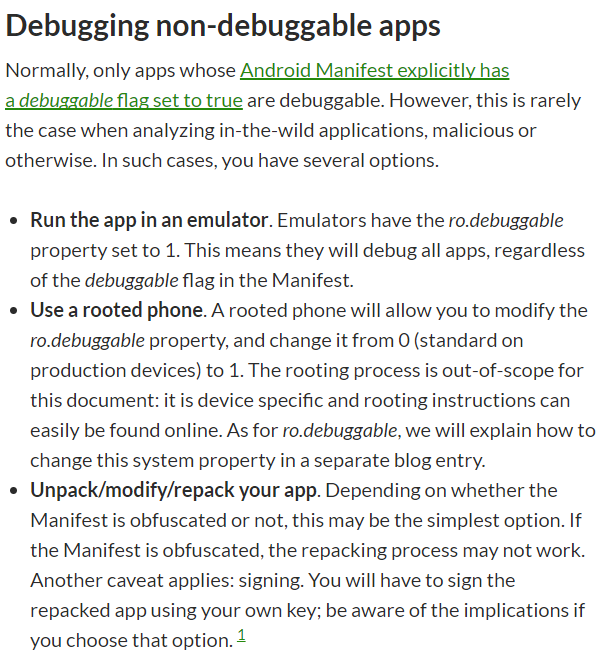 Debugging non-debuggable apps
Normally, only apps whose Android Manifest explicitly has
a debuggable flag set to true are debuggable. However, this is rarely
the case when analyzing in-the-wild applications, malicious or
otherwise. In such cases, you have several options.
• Run the app in an emulator. Emulators have the ro.debuggable
property set to 1. This means they will debug all apps, regardless
of the debuggable flag in the Manifest.
• Use a rooted phone. A rooted phone will allow you to modify the
ro.debuggable property, and change it from 0 (standard on
production devices) to 1. The rooting process is out-of-scope for
this document: it is device specific and rooting instructions can
easily be found online. As for ro.debuggable, we will explain how to
change this system property in a separate blog entry.
• Unpack/modify/repack your app. Depending on whether the
Manifest is obfuscated or not, this may be the simplest option. If
the Manifest is obfuscated, the repacking process may not work.
Another caveat applies: signing. You will have to sign the
repacked app using your own key; be aware of the implications if
you choose that option. 1